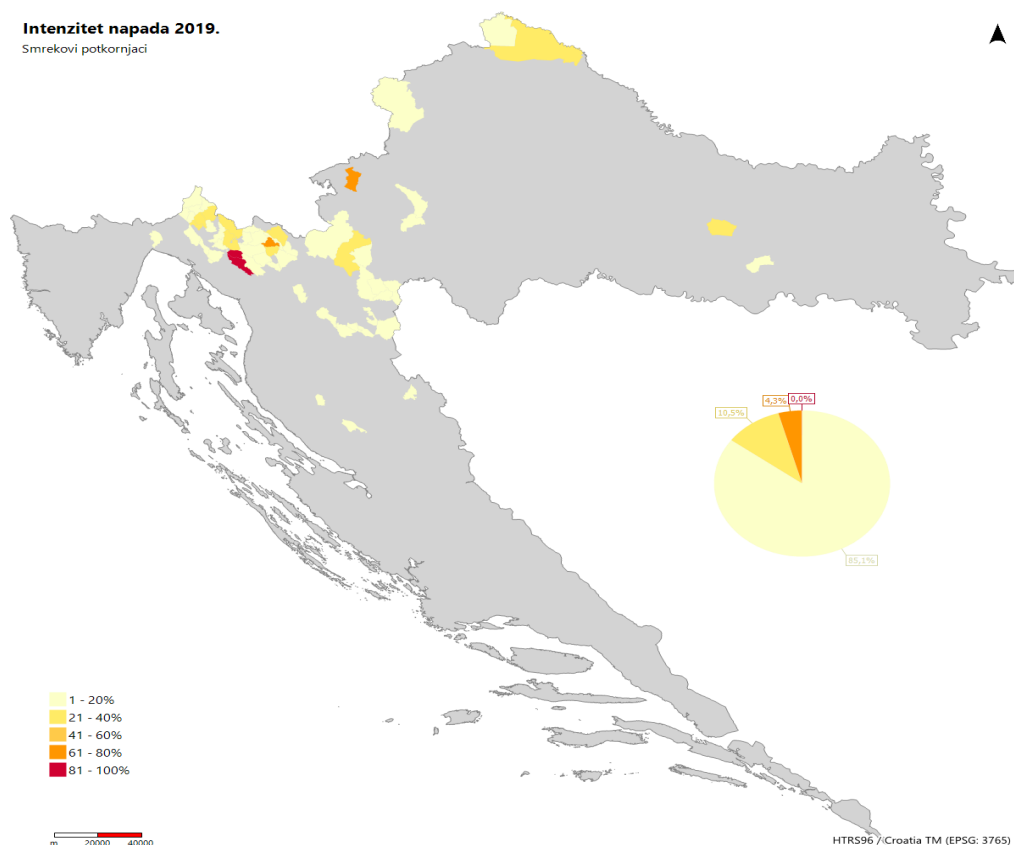 Intenzitet napada 2019.
Smrekovi potkornjaci
10,5%
4,3%
0,0%
85,1%
1 - 20%
21 - 40%
41 - 60%
61 - 80%
81 - 100%
m 20000 40000
HTRS96 / Croatia TM (EPSG: 3765)